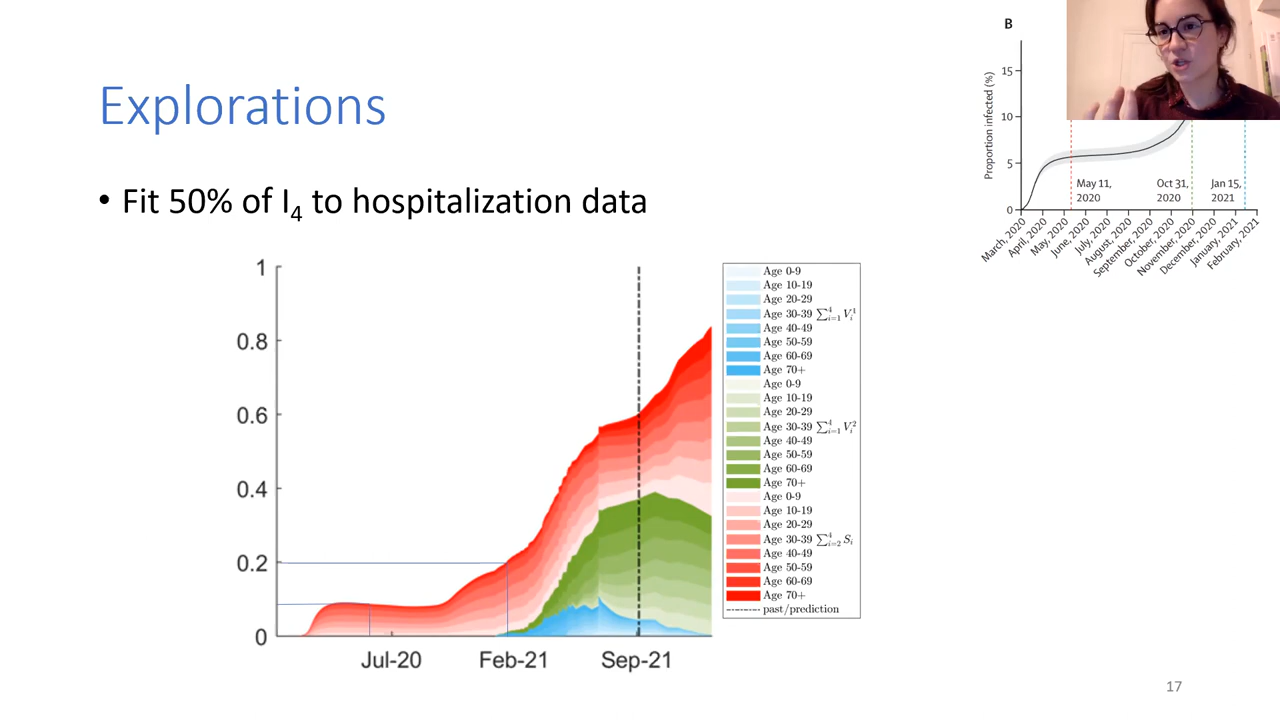 Explorations
• Fit 50% of I4 to hospitalization data
1
0.8
0.6
0.4
0.2
0
Jul-20
Feb-21
Sep-21
Age 0-9
Age 10-19
Age 20-29
Age 30-39 ∑⁴ᵢ₌₁ Vᵢ¹
Age 40-49
Age 50-59
Age 60-69
Age 70+
Age 0-9
Age 10-19
Age 20-29
Age 30-39 ∑⁴ᵢ₌₁ Vᵢ²
Age 40-49
Age 50-59
Age 60-69
Age 70+
Age 0-9
Age 10-19
Age 20-29
Age 30-39 ∑⁴ᵢ₌₂ Sᵢ
Age 40-49
Age 50-59
Age 60-69
Age 70+
past/prediction
B
Proportion infected (%)
15
10
5
0
May 11,
2020
Oct 31,
2020
Jan 15,
2021
March, 2020
April, 2020
May, 2020
June, 2020
July, 2020
August, 2020
September, 2020
October, 2020
November, 2020
December, 2020
January, 2021
February, 2021
17